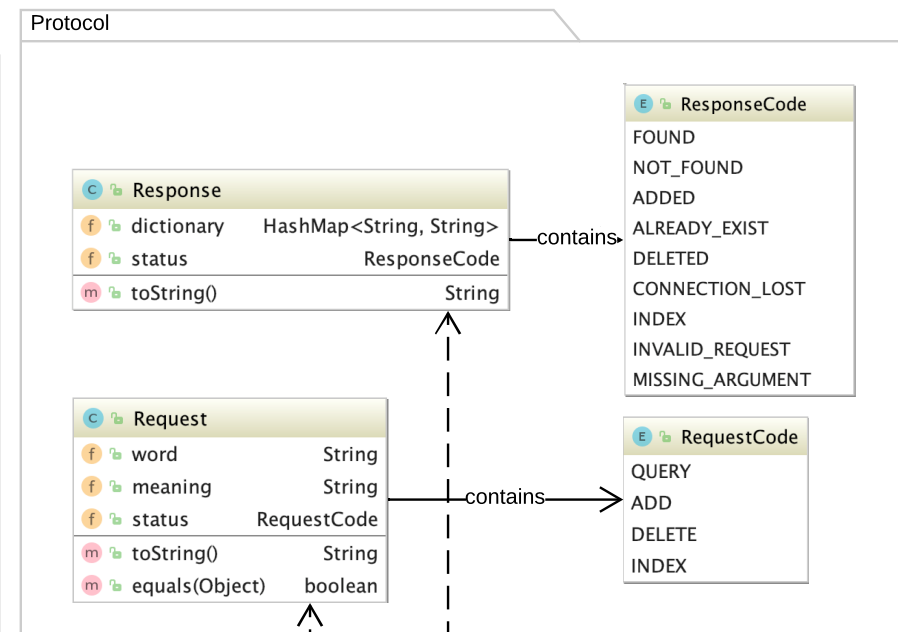 Protocol
E ResponseCode
FOUND
NOT_FOUND
ADDED
ALREADY_EXIST
DELETED
CONNECTION_LOST
INDEX
INVALID_REQUEST
MISSING_ARGUMENT
C Response
f dictionary HashMap<String, String>
f status ResponseCode
m toString() String
contains
C Request
f word String
f meaning String
f status RequestCode
m toString() String
m equals(Object) boolean
contains
E RequestCode
QUERY
ADD
DELETE
INDEX